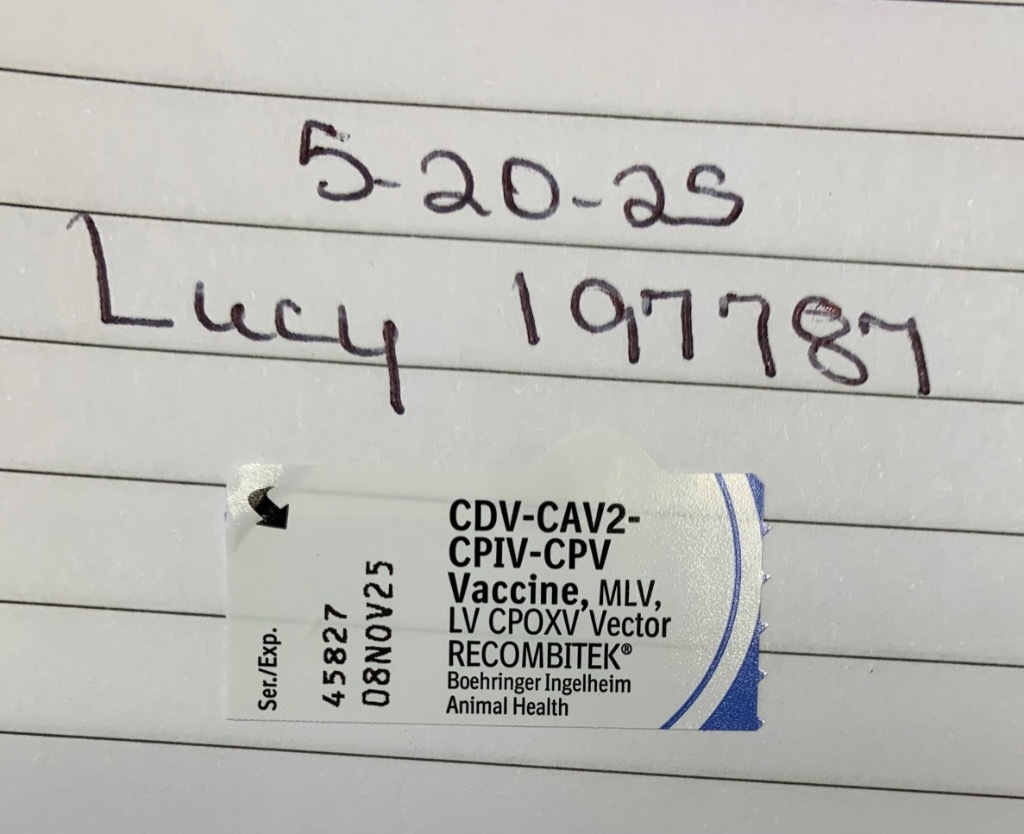 5-20-25
Lucy 197787
CDV-CAV2-
CPIV-CPV
Vaccine, MLV,
LV CPOXV Vector
RECOMBITEK®
Boehringer Ingelheim
Animal Health
Ser./Exp.
45827
08NOV25